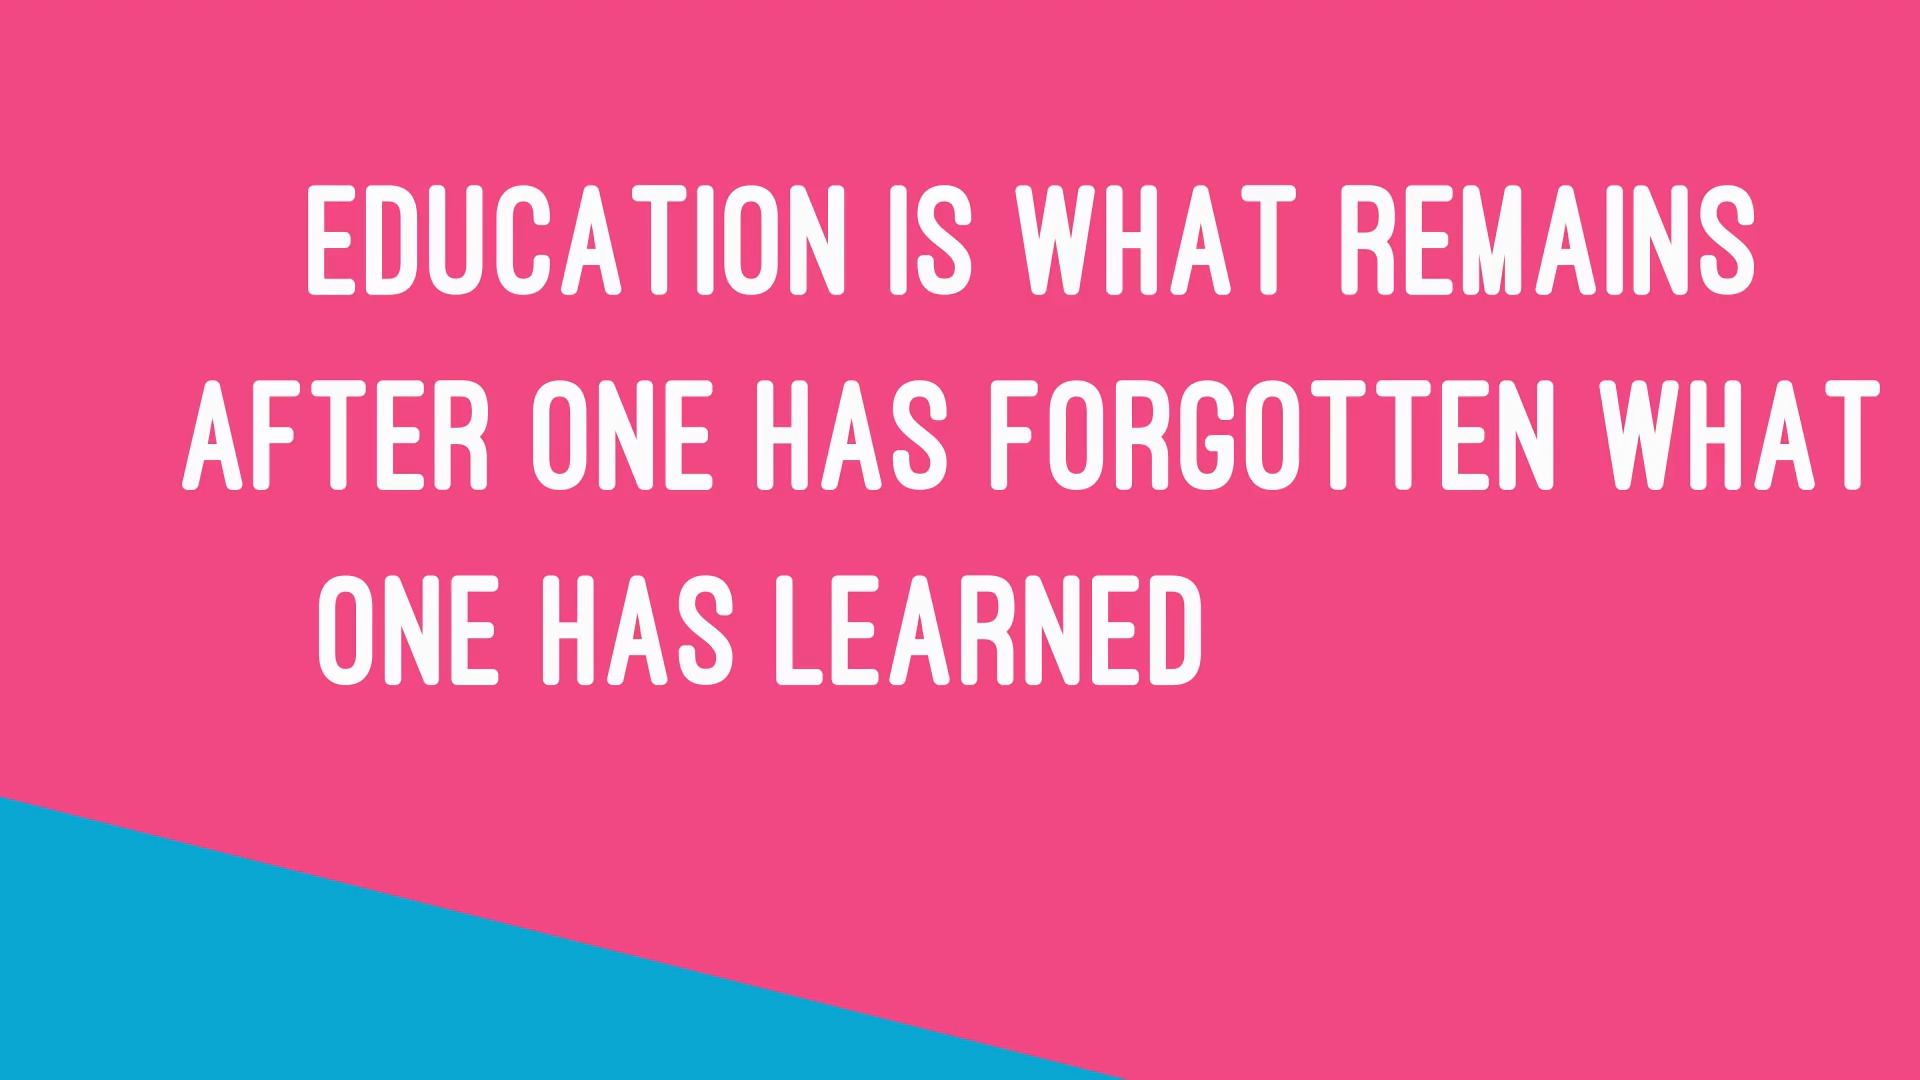 EDUCATION IS WHAT REMAINS
AFTER ONE HAS FORGOTTEN WHAT
ONE HAS LEARNED